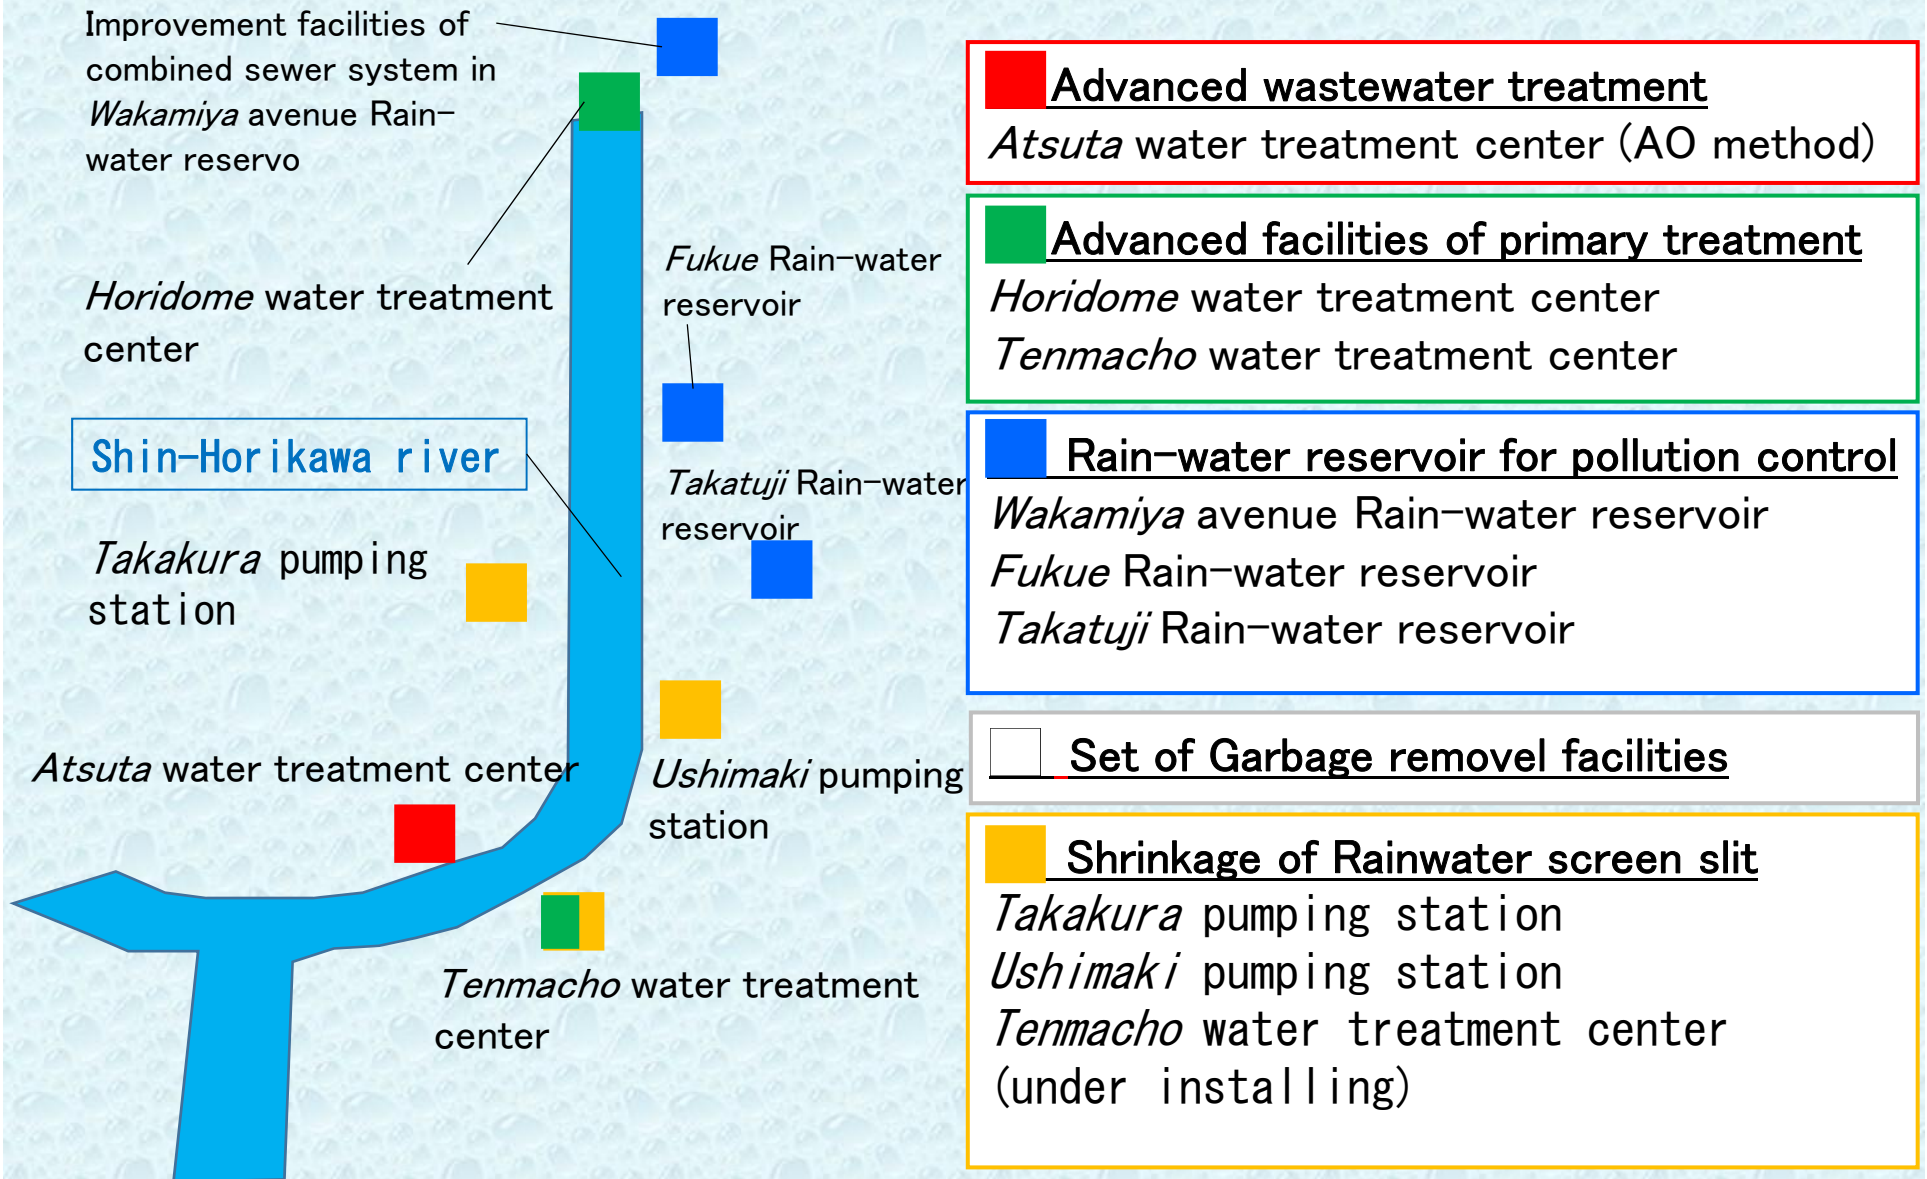 Improvement facilities of
combined sewer system in
Wakamiya avenue Rain-
water reservo
Horidome water treatment
center
Fukue Rain-water
reservoir
Shin-Horikawa river
Takatuji Rain-water
reservoir
Takakura pumping
station
Atsuta water treatment center
Ushimaki pumping
station
Tenmacho water treatment
center
Advanced wastewater treatment
Atsuta water treatment center (AO method)
Advanced facilities of primary treatment
Horidome water treatment center
Tenmacho water treatment center
Rain-water reservoir for pollution control
Wakamiya avenue Rain-water reservoir
Fukue Rain-water reservoir
Takatuji Rain-water reservoir
Set of Garbage removel facilities
Shrinkage of Rainwater screen slit
Takakura pumping station
Ushimaki pumping station
Tenmacho water treatment center
(under installing)